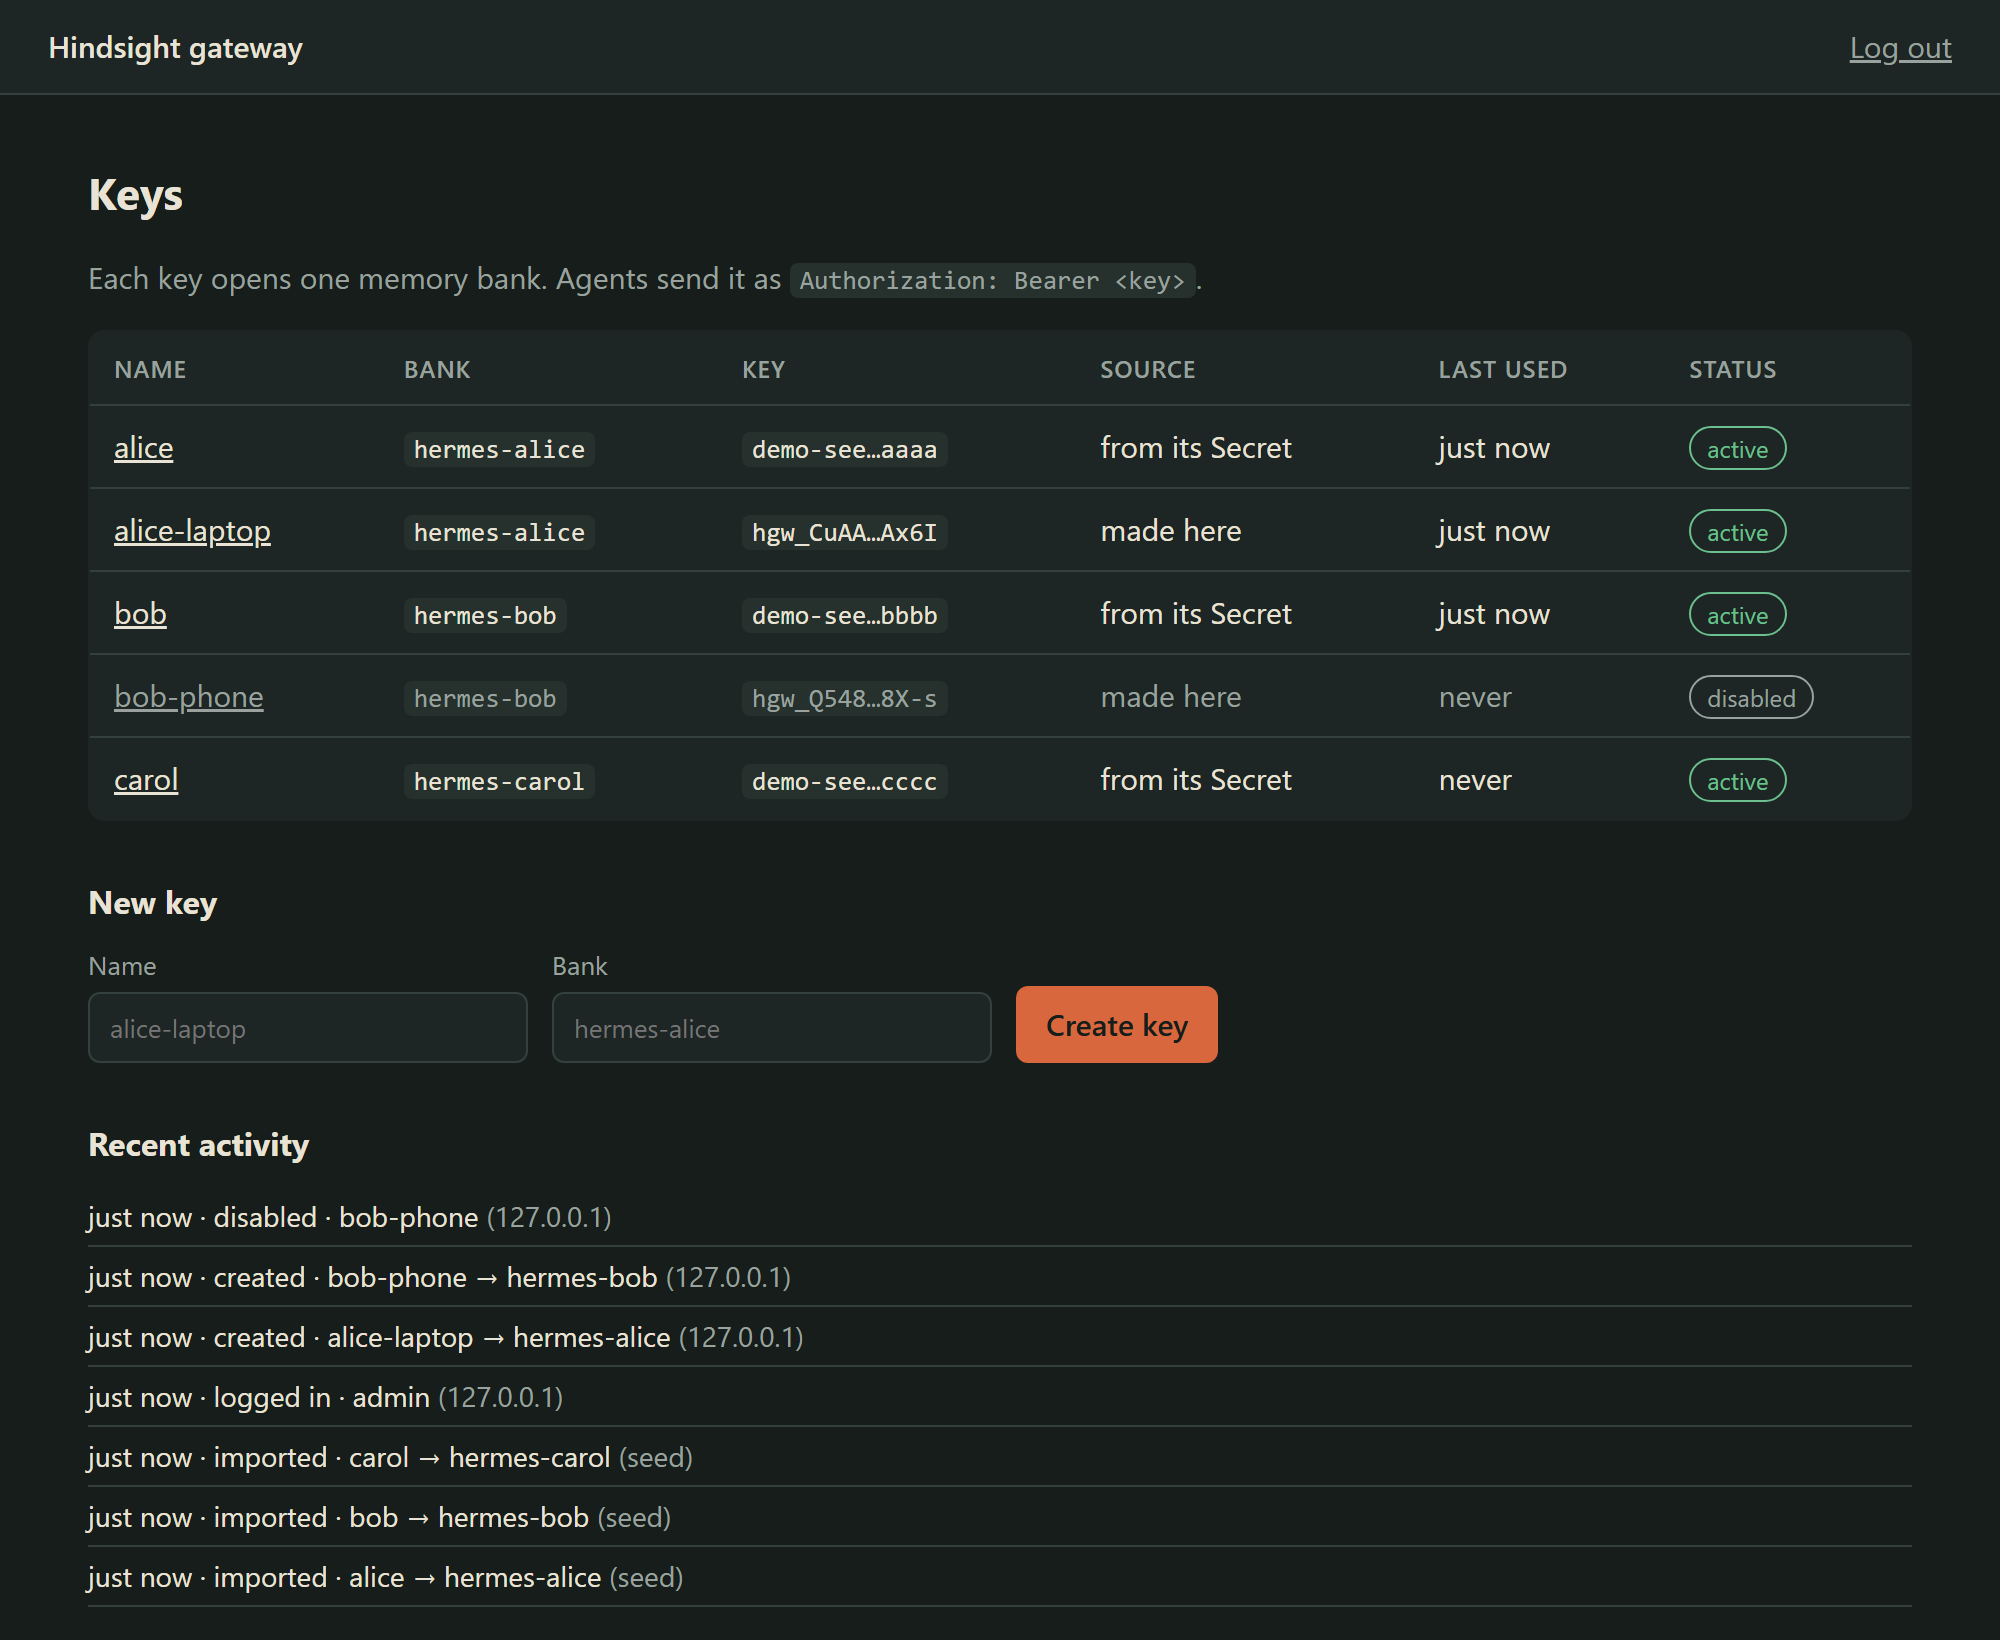 Hindsight gateway Log out
Keys
Each key opens one memory bank. Agents send it as Authorization: Bearer <key>.
NAME BANK KEY SOURCE LAST USED STATUS
alice hermes-alice demo-see…aaaa from its Secret just now active
alice-laptop hermes-alice hgw_CuAA…Ax6I made here just now active
bob hermes-bob demo-see…bbbb from its Secret just now active
bob-phone hermes-bob hgw_Q548…8X-s made here never disabled
carol hermes-carol demo-see…cccc from its Secret never active
New key
Name Bank
alice-laptop hermes-alice Create key
Recent activity
just now · disabled · bob-phone (127.0.0.1)
just now · created · bob-phone → hermes-bob (127.0.0.1)
just now · created · alice-laptop → hermes-alice (127.0.0.1)
just now · logged in · admin (127.0.0.1)
just now · imported · carol → hermes-carol (seed)
just now · imported · bob → hermes-bob (seed)
just now · imported · alice → hermes-alice (seed)